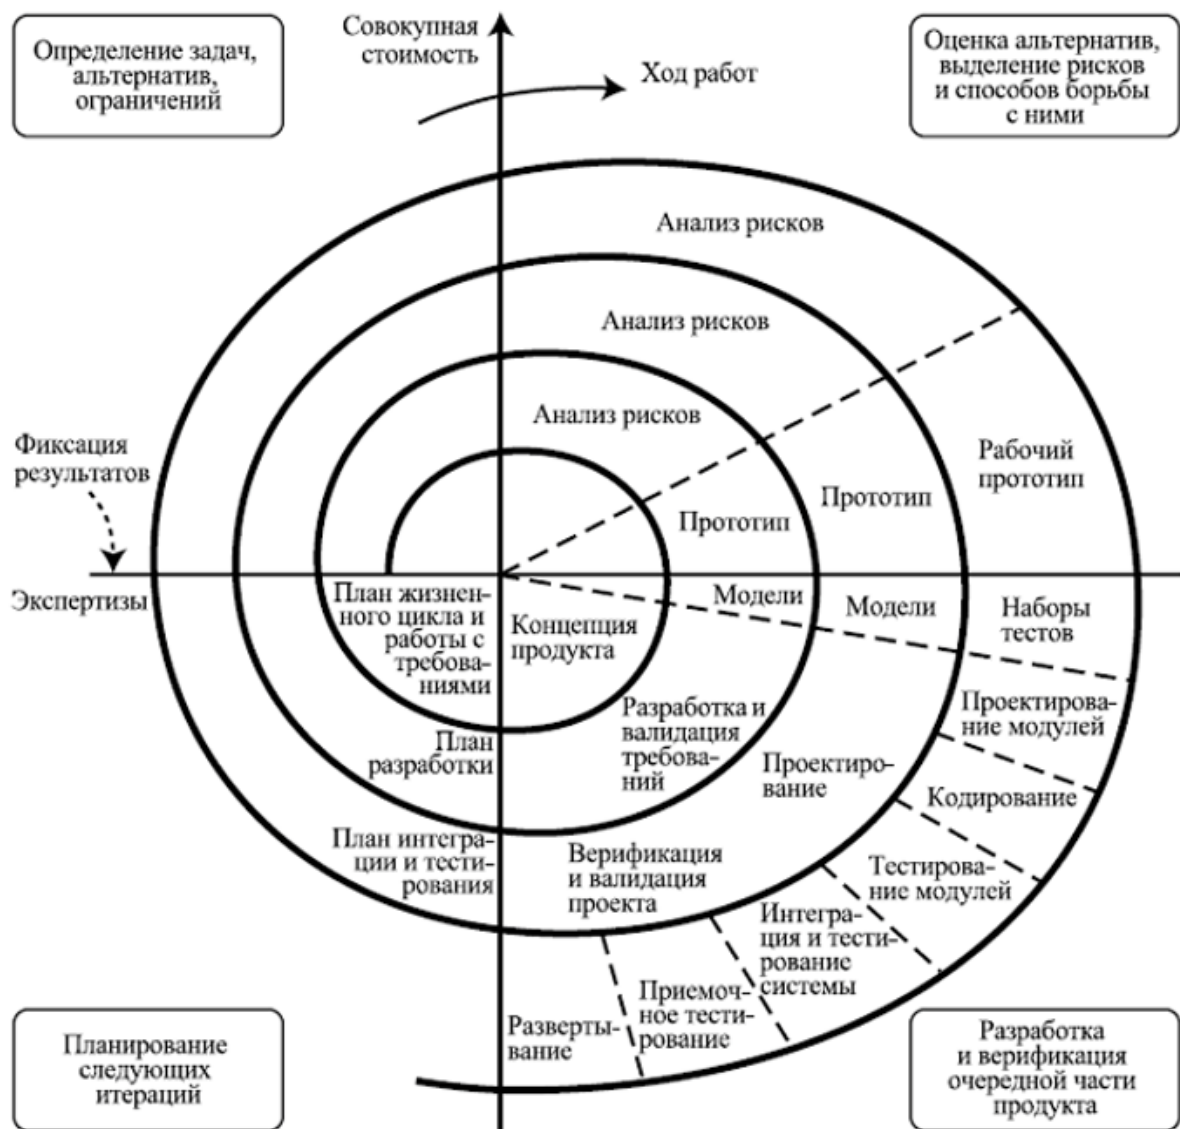 Определение задач,
альтернатив,
ограничений
Совокупная
стоимость
Ход работ
Оценка альтернатив,
выделение рисков
и способов борьбы
с ними
Анализ рисков
Анализ рисков
Анализ рисков
Фиксация
результатов
Экспертизы
Рабочий
прототип
Прототип
Прототип
План жизнен-
ного цикла и
работы с
требова-
ниями
Концепция
продукта
Модели
Модели
Наборы
тестов
План
разработки
Разработка и
валидация
требова-
ний
Проектиро-
вание
Проектирова-
ние модулей
Кодирование
Тестирова-
ние модулей
План интегра-
ции и тести-
рования
Верификация
и валидация
проекта
Интегра-
ция и тести-
рование
системы
Приемоч-
ное тести-
рование
Разверты-
вание
Планирование
следующих
итераций
Разработка
и верификация
очередной части
продукта